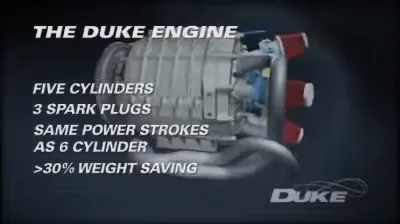 THE DUKE ENGINE
FIVE CYLINDERS
3 SPARK PLUGS
SAME POWER STROKES
AS 6 CYLINDER
>30% WEIGHT SAVING
DUKE